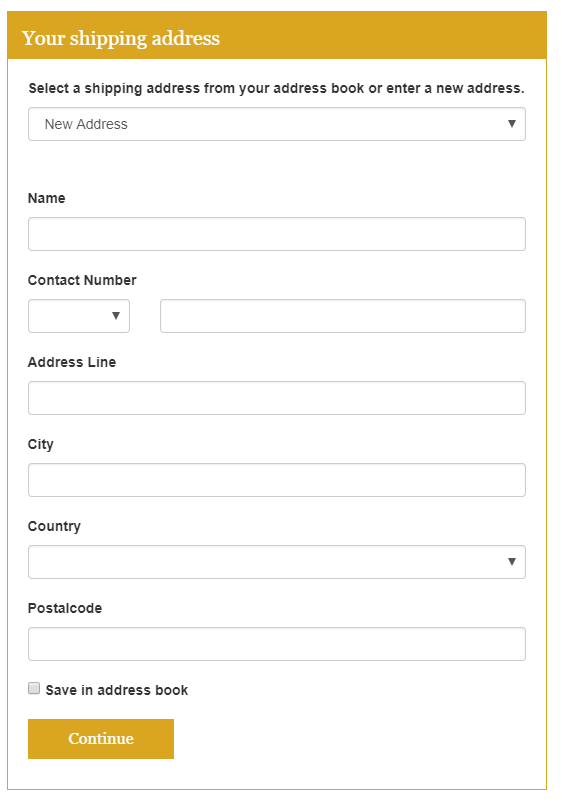 Your shipping address
Select a shipping address from your address book or enter a new address.
New Address
Name
Contact Number
Address Line
City
Country
Postalcode
Save in address book
Continue